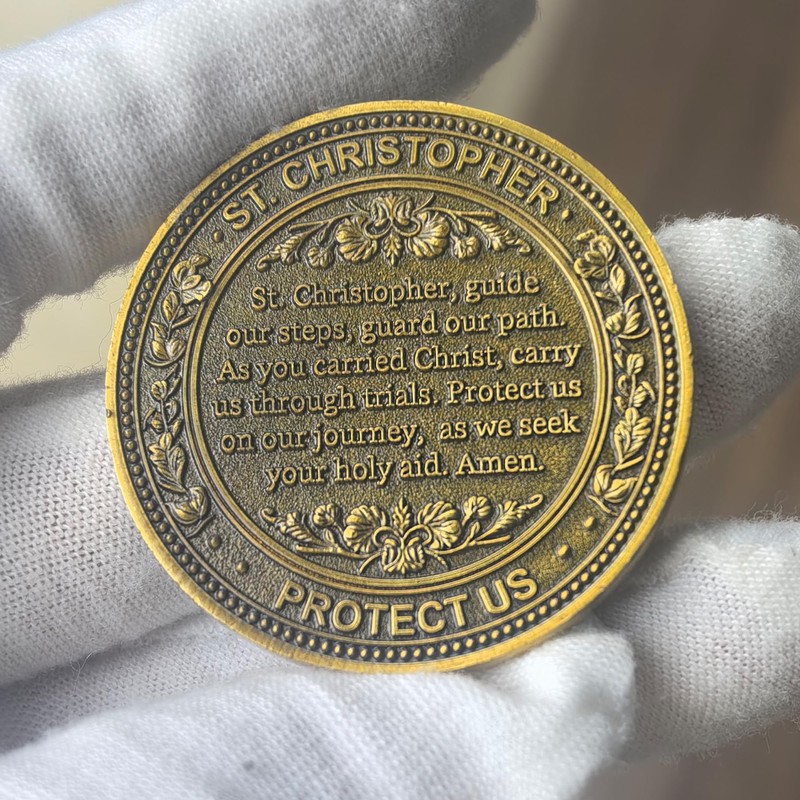 ST. CHRISTOPHER
St. Christopher, guide
our steps, guard our path.
As you carried Christ, carry
us through trials. Protect us
on our journey, as we seek
your holy aid. Amen.
PROTECT US